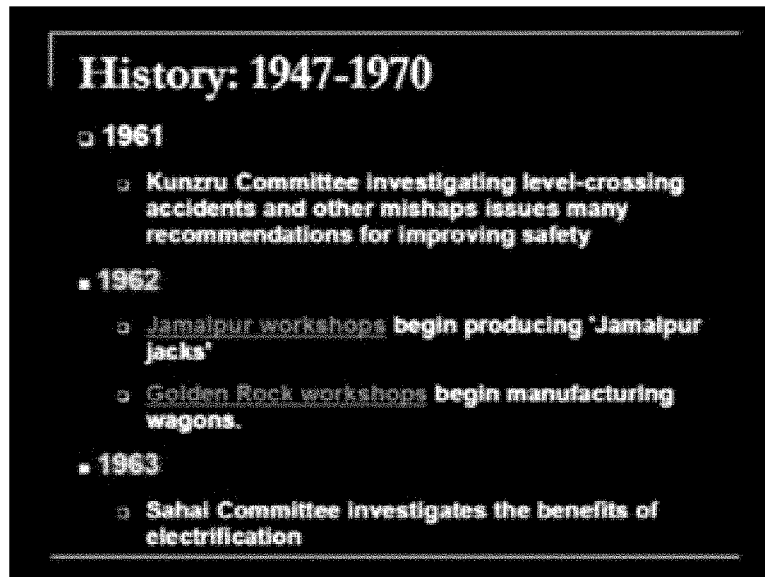 History: 1947-1970
1961
Kunzru Committee investigating level-crossing
accidents and other mishaps issues many
recommendations for improving safety
1962
Jamalpur workshops begin producing 'Jamalpur
jacks'
Golden Rock workshops begin manufacturing
wagons.
1963
Sahai Committee investigates the benefits of
electrification